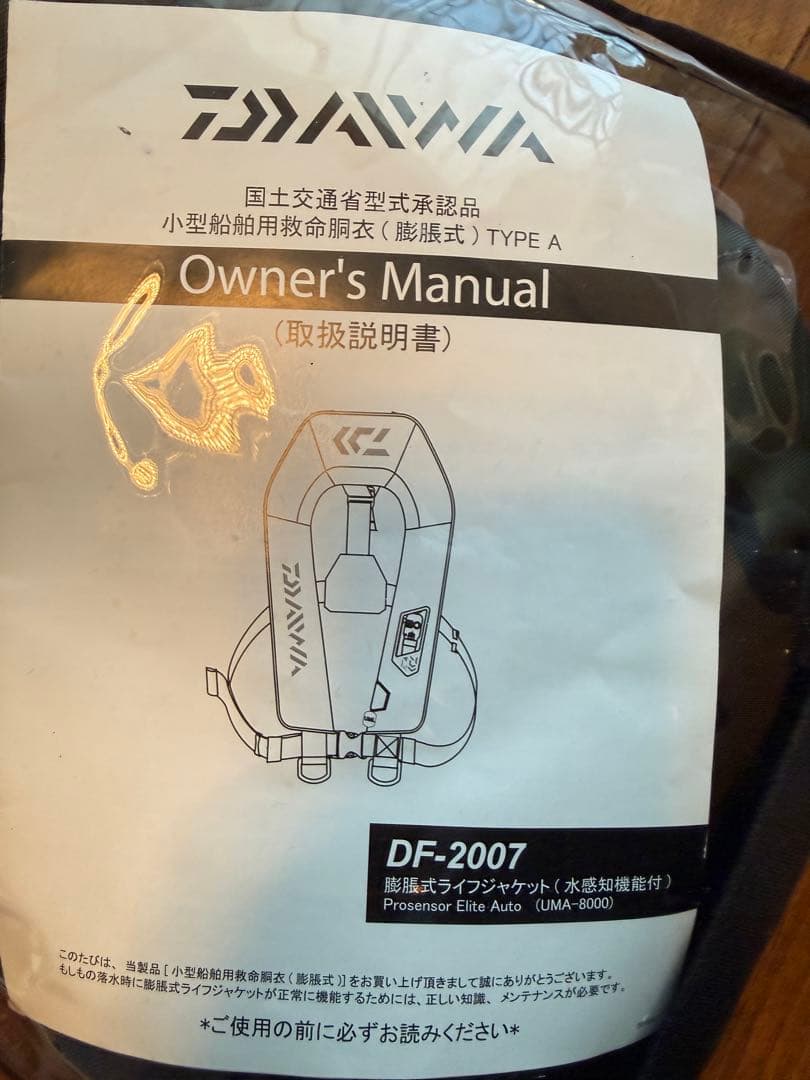 DAIWA
国土交通省型式承認品
小型船舶用救命胴衣(膨脹式)TYPE A
Owner's Manual
(取扱説明書)
DAIWA
DF-2007
膨脹式ライフジャケット(水感知機能付)
Prosensor Elite Auto (UMA-8000)
このたびは、当製品[小型船舶用救命胴衣(膨脹式)]をお買い上げ頂きまして誠にありがとうございます。
もしもの落水時に膨脹式ライフジャケットが正常に機能するためには、正しい知識、メンテナンスが必要です。
*ご使用の前に必ずお読みください*